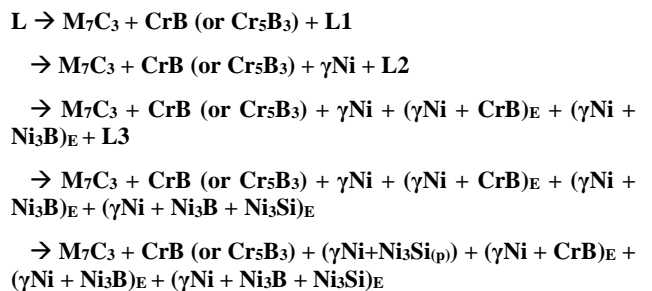 L → M₇C₃ + CrB (or Cr₅B₃) + L1
→ M₇C₃ + CrB (or Cr₅B₃) + γNi + L2
→ M₇C₃ + CrB (or Cr₅B₃) + γNi + (γNi + CrB)E + (γNi +
Ni₃B)E + L3
→ M₇C₃ + CrB (or Cr₅B₃) + γNi + (γNi + CrB)E + (γNi +
Ni₃B)E + (γNi + Ni₃B + Ni₃Si)E
→ M₇C₃ + CrB (or Cr₅B₃) + (γNi+Ni₃Si(p)) + (γNi + CrB)E +
(γNi + Ni₃B)E + (γNi + Ni₃B + Ni₃Si)E